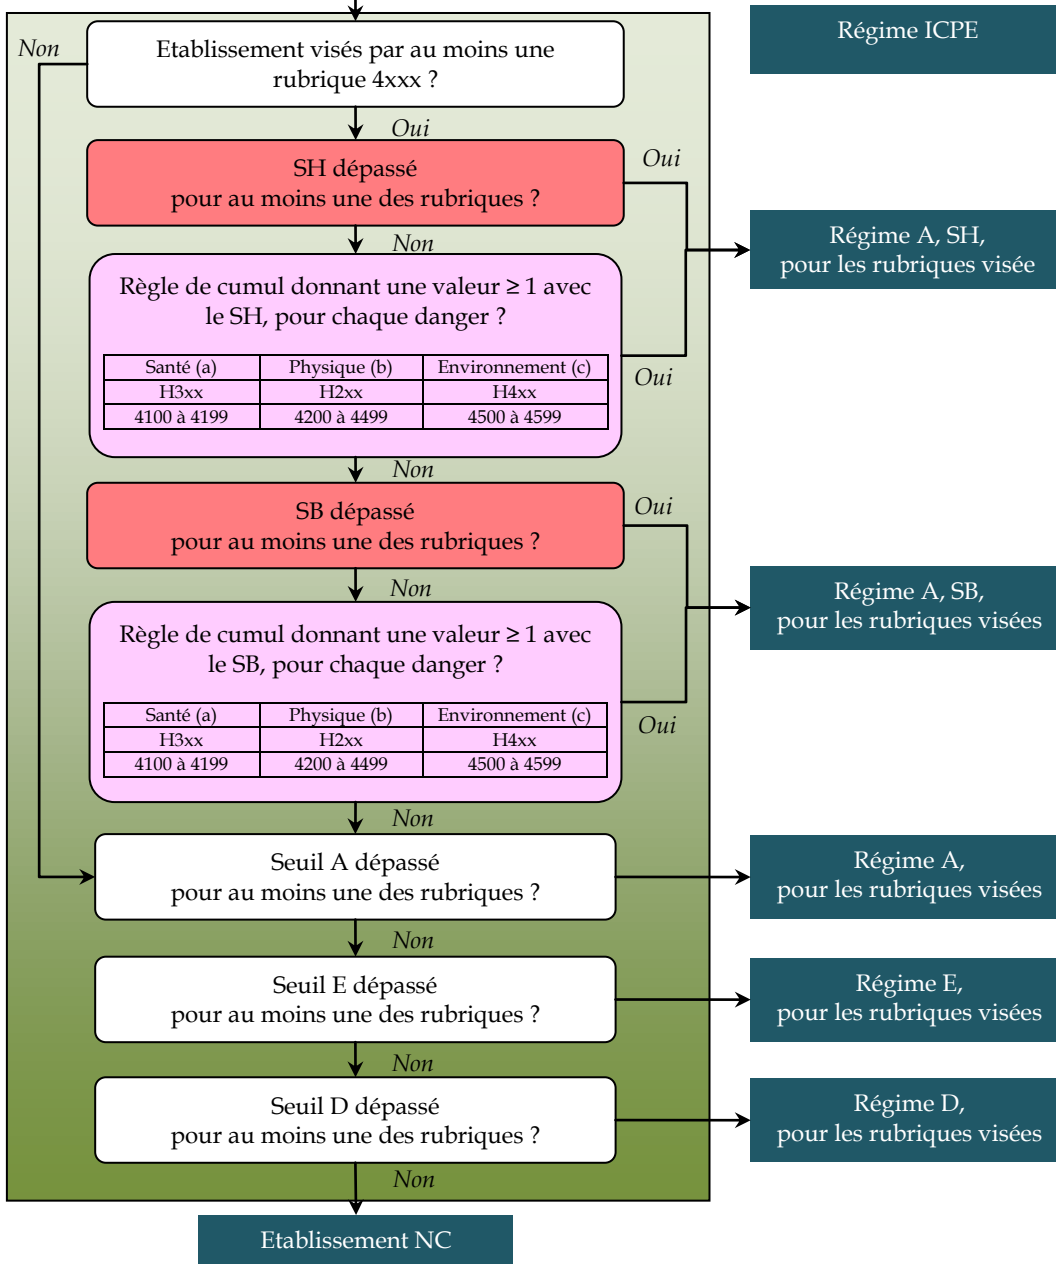 Non
Etablissement visés par au moins une
rubrique 4xxx ?
Régime ICPE
Oui
SH dépassé
pour au moins une des rubriques ?
Oui
Non
Régime A, SH,
pour les rubriques visée
Règle de cumul donnant une valeur ≥ 1 avec
le SH, pour chaque danger ?
Santé (a) Physique (b) Environnement (c)
H3xx H2xx H4xx
4100 à 4199 4200 à 4499 4500 à 4599
Oui
Non
SB dépassé
pour au moins une des rubriques ?
Oui
Non
Régime A, SB,
pour les rubriques visées
Règle de cumul donnant une valeur ≥ 1 avec
le SB, pour chaque danger ?
Santé (a) Physique (b) Environnement (c)
H3xx H2xx H4xx
4100 à 4199 4200 à 4499 4500 à 4599
Oui
Non
Seuil A dépassé
pour au moins une des rubriques ?
Régime A,
pour les rubriques visées
Non
Seuil E dépassé
pour au moins une des rubriques ?
Régime E,
pour les rubriques visées
Non
Seuil D dépassé
pour au moins une des rubriques ?
Régime D,
pour les rubriques visées
Non
Etablissement NC